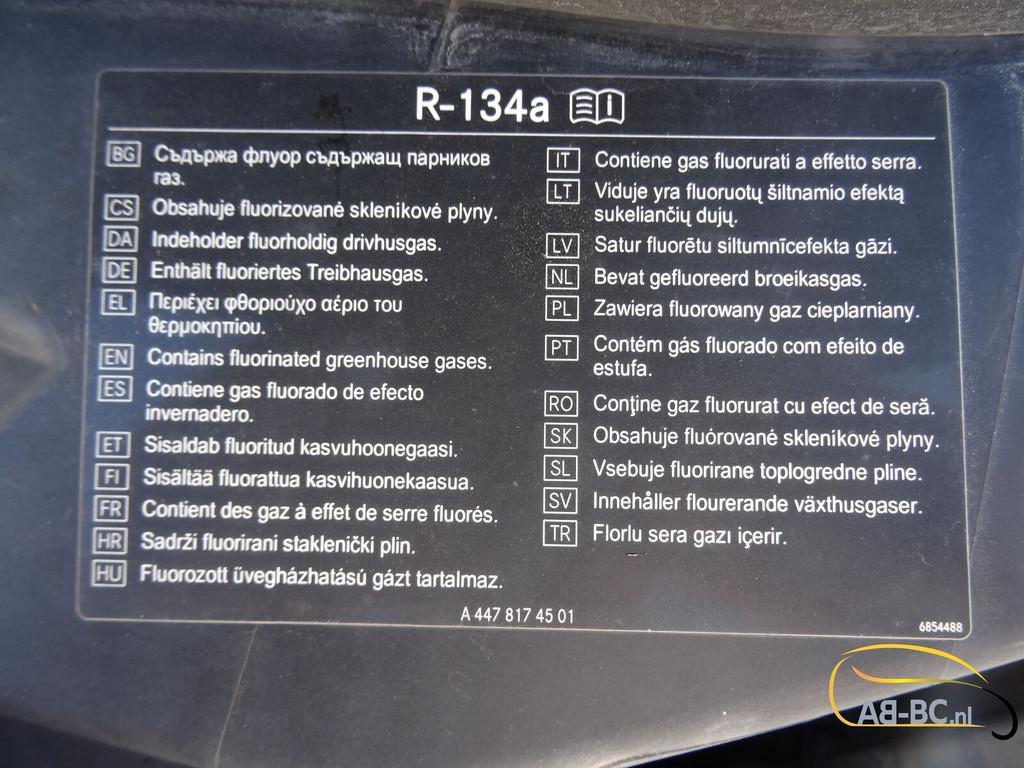 R-134a
BG Съдържа флуор съдържащ парников
газ.
CS Obsahuje fluorizované skleníkové plyny.
DA Indeholder fluorholdig drivhusgas.
DE Enthält fluoriertes Treibhausgas.
EL Περιέχει φθοριούχο αέριο του
θερμοκηπίου.
EN Contains fluorinated greenhouse gases.
ES Contiene gas fluorado de efecto
invernadero.
ET Sisaldab fluoritud kasvuhoonegaasi.
FI Sisältää fluorattua kasvihuonekaasua.
FR Contient des gaz à effet de serre fluorés.
HR Sadrži fluorirani staklenički plin.
HU Fluorozott üvegházhatású gázt tartalmaz.
IT Contiene gas fluorurati a effetto serra.
LT Viduje yra fluoruotų šiltnamio efektą
sukeliančių dujų.
LV Satur fluorētu siltumnīcefekta gāzi.
NL Bevat gefluoreerd broeikasgas.
PL Zawiera fluorowany gaz cieplarniany.
PT Contém gás fluorado com efeito de
estufa.
RO Conţine gaz fluorurat cu efect de seră.
SK Obsahuje fluórované skleníkové plyny.
SL Vsebuje fluorirane toplogredne pline.
SV Innehåller flourerande växthusgaser.
TR Florlu sera gazı içerir.
A 447 817 45 01
6854488
AB-BC.nl